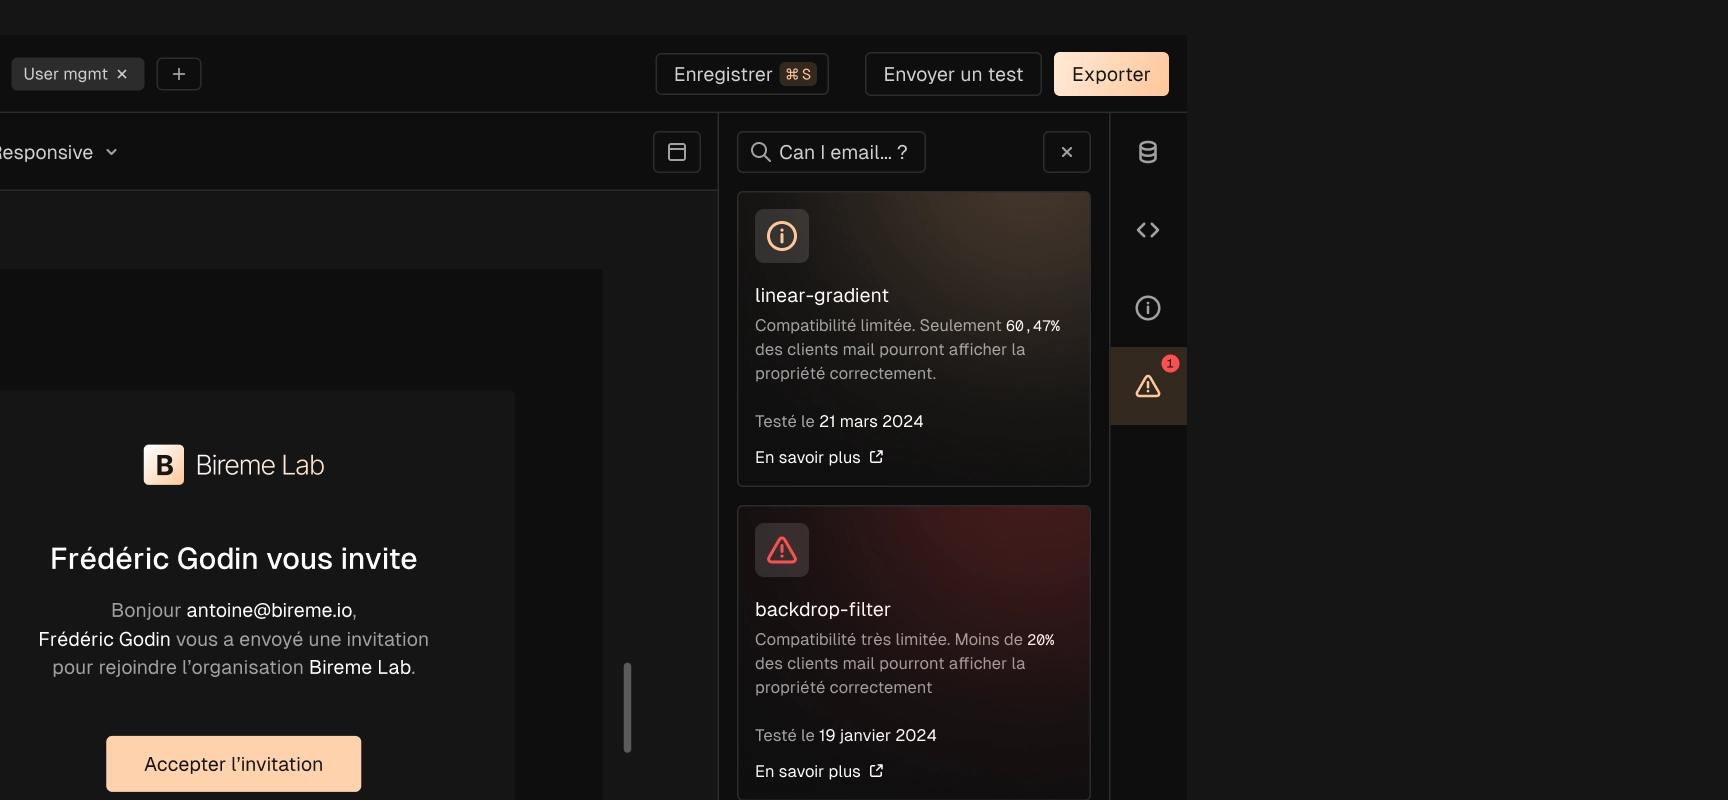 User mgmt
Enregistrer ⌘ S
Envoyer un test
Exporter
Responsive
Can I email... ?
linear-gradient
Compatibilité limitée. Seulement 60,47%
des clients mail pourront afficher la
propriété correctement.
Testé le 21 mars 2024
En savoir plus
1
B Bireme Lab
Frédéric Godin vous invite
Bonjour antoine@bireme.io,
Frédéric Godin vous a envoyé une invitation
pour rejoindre l’organisation Bireme Lab.
Accepter l’invitation
backdrop-filter
Compatibilité très limitée. Moins de 20%
des clients mail pourront afficher la
propriété correctement
Testé le 19 janvier 2024
En savoir plus